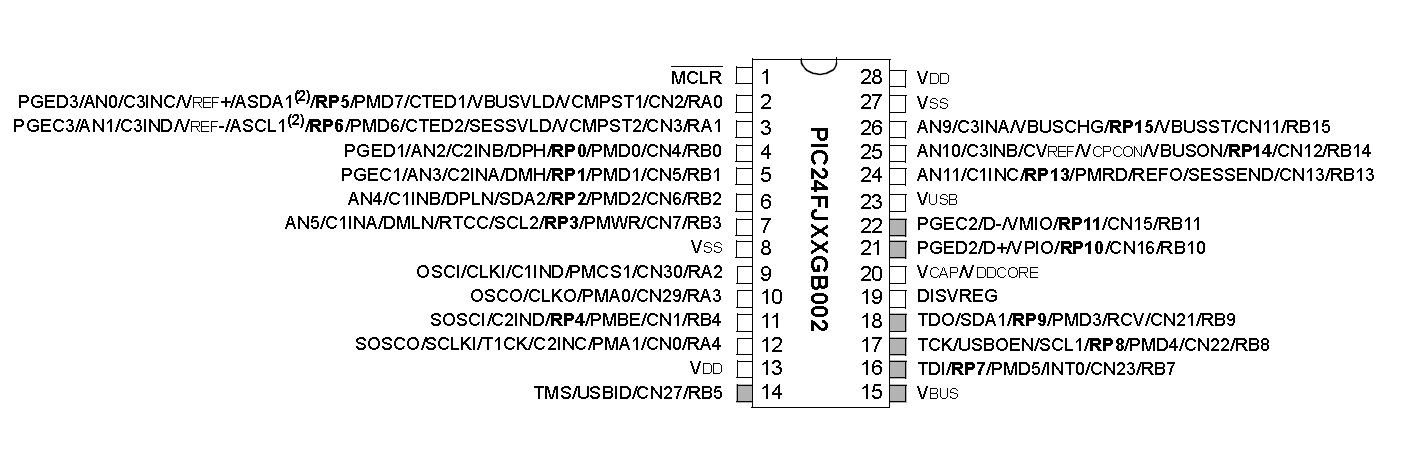 MCLR 1 28 VDD
PGED3/AN0/C3INC/VREF+/ASDA1(2)/RP5/PMD7/CTED1/VBUSVLD/VCMPST1/CN2/RA0 2 27 VSS
PGEC3/AN1/C3IND/VREF-/ASCL1(2)/RP6/PMD6/CTED2/SESSVLD/VCMPST2/CN3/RA1 3 26 AN9/C3INA/VBUSCHG/RP15/VBUSST/CN11/RB15
PGED1/AN2/C2INB/DPH/RP0/PMD0/CN4/RB0 4 25 AN10/C3INB/CVREF/VCPCON/VBUSON/RP14/CN12/RB14
PGEC1/AN3/C2INA/DMH/RP1/PMD1/CN5/RB1 5 24 AN11/C1INC/RP13/PMRD/REFO/SESSEND/CN13/RB13
AN4/C1INB/DPLN/SDA2/RP2/PMD2/CN6/RB2 6 23 VUSB
AN5/C1INA/DMLN/RTCC/SCL2/RP3/PMWR/CN7/RB3 7 22 PGEC2/D-/VMIO/RP11/CN15/RB11
VSS 8 21 PGED2/D+/VPIO/RP10/CN16/RB10
OSCI/CLKI/C1IND/PMCS1/CN30/RA2 9 20 VCAP/VDDCORE
OSCO/CLKO/PMA0/CN29/RA3 10 19 DISVREG
SOSCI/C2IND/RP4/PMBE/CN1/RB4 11 18 TDO/SDA1/RP9/PMD3/RCV/CN21/RB9
SOSCO/SCLKI/T1CK/C2INC/PMA1/CN0/RA4 12 17 TCK/USBOEN/SCL1/RP8/PMD4/CN22/RB8
VDD 13 16 TDI/RP7/PMD5/INT0/CN23/RB7
TMS/USBID/CN27/RB5 14 15 VBUS
PIC24FJXXGB002